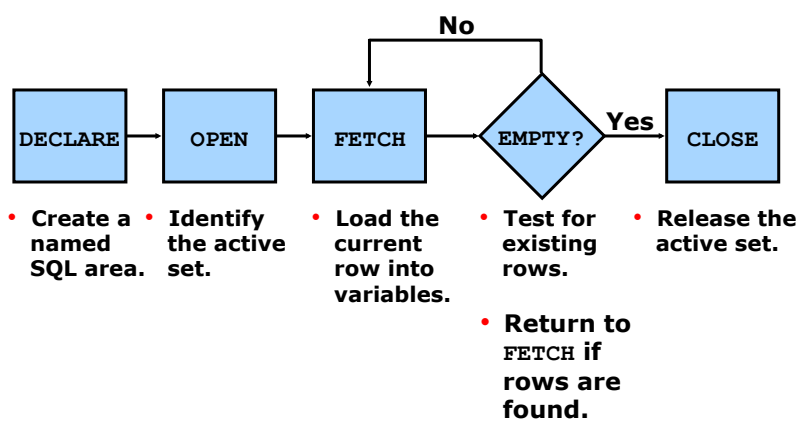 No
DECLARE
OPEN
FETCH
EMPTY?
Yes
CLOSE
• Create a
named
SQL area.
• Identify
the active
set.
• Load the
current
row into
variables.
• Test for
existing
rows.
• Return to
FETCH if
rows are
found.
• Release the
active set.